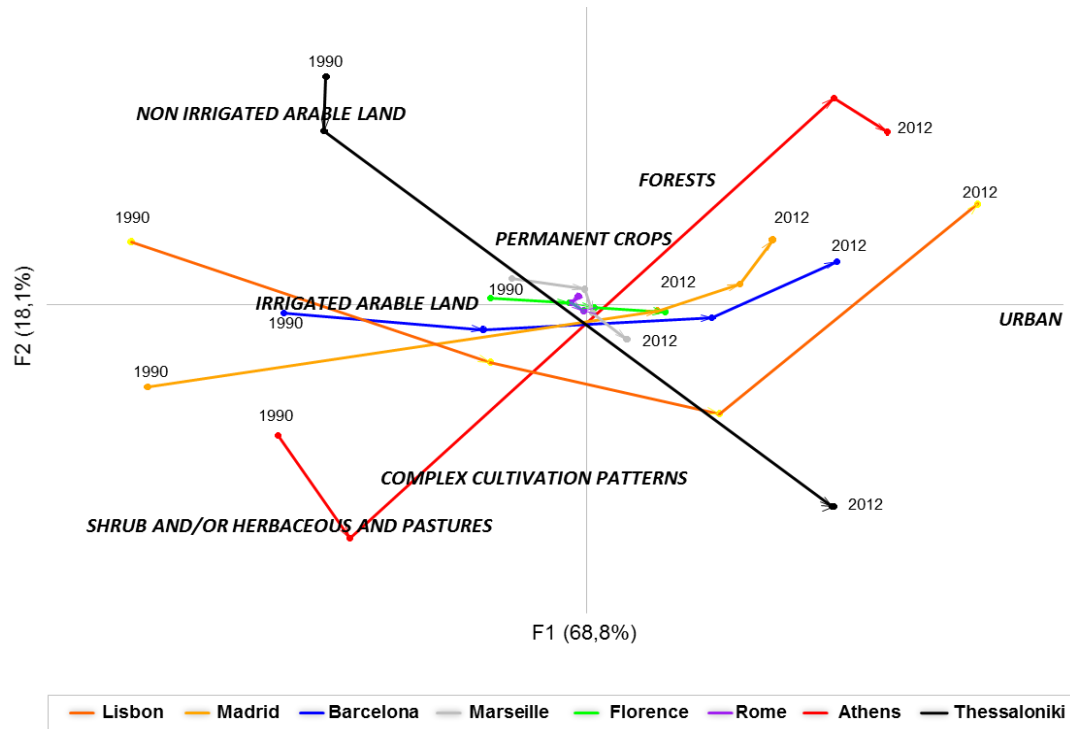 1990
NON IRRIGATED ARABLE LAND
2012
FORESTS
2012
1990
2012
PERMANENT CROPS
2012
1990
2012
IRRIGATED ARABLE LAND
1990
URBAN
2012
F2 (18,1%)
1990
COMPLEX CULTIVATION PATTERNS
2012
SHRUB AND/OR HERBACEOUS AND PASTURES
F1 (68,8%)
Lisbon Madrid Barcelona Marseille Florence Rome Athens Thessaloniki